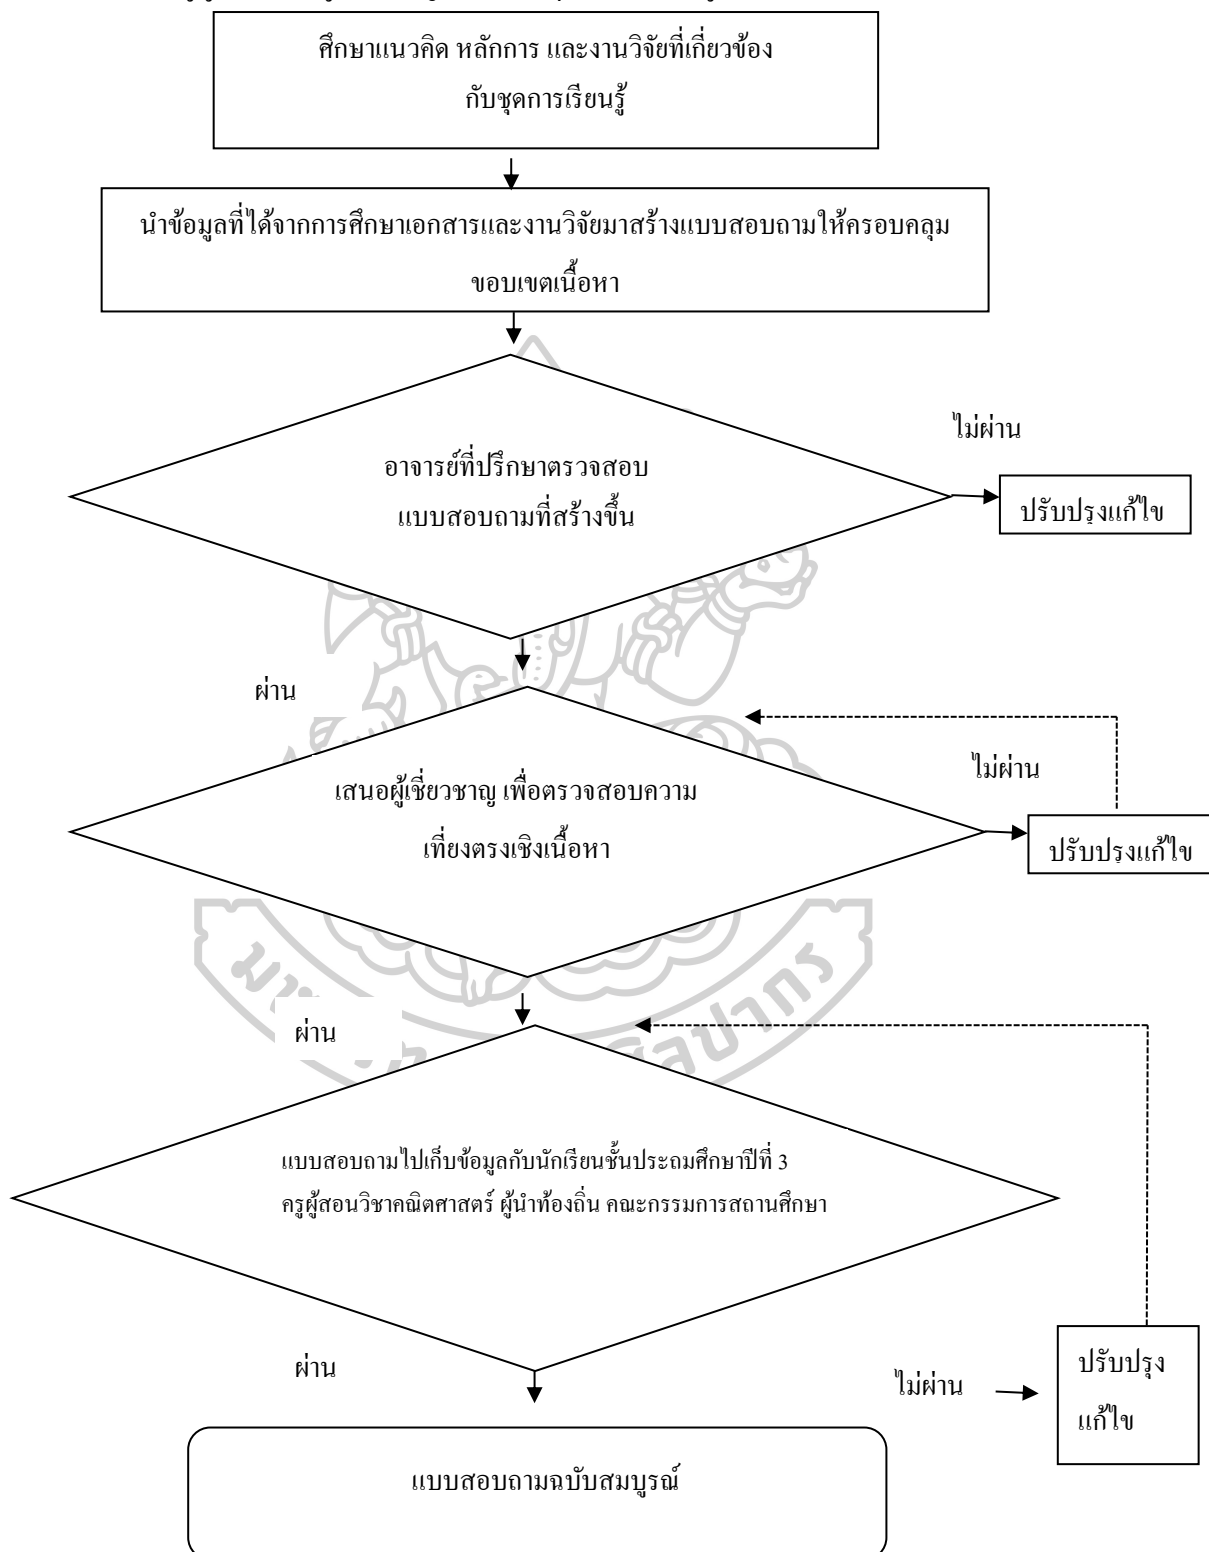 ศึกษาแนวคิด หลักการ และงานวิจัยที่เกี่ยวข้อง
กับชุดการเรียนรู้
นำข้อมูลที่ได้จากการศึกษาเอกสารและงานวิจัยมาสร้างแบบสอบถามให้ครอบคลุม
ขอบเขตเนื้อหา
ไม่ผ่าน
อาจารย์ที่ปรึกษาตรวจสอบ
แบบสอบถามที่สร้างขึ้น
ปรับปรุงแก้ไข
ผ่าน
ไม่ผ่าน
เสนอผู้เชี่ยวชาญ เพื่อตรวจสอบความ
เที่ยงตรงเชิงเนื้อหา
ปรับปรุงแก้ไข
ผ่าน
แบบสอบถามไปเก็บข้อมูลกับนักเรียนชั้นประถมศึกษาปีที่ 3
ครูผู้สอนวิชาคณิตศาสตร์ ผู้นำท้องถิ่น คณะกรรมการสถานศึกษา
ผ่าน
ไม่ผ่าน
ปรับปรุง
แก้ไข
แบบสอบถามฉบับสมบูรณ์